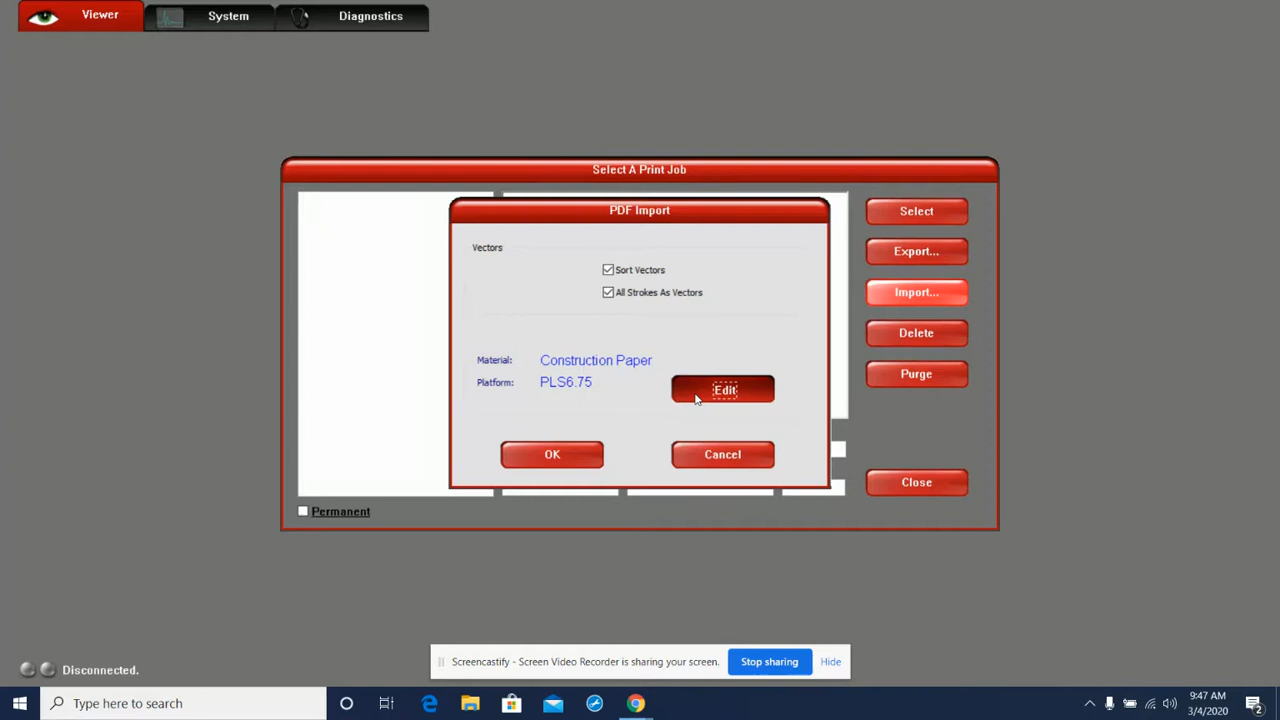 Viewer
System
Diagnostics
Select A Print Job
PDF Import
Vectors
Sort Vectors
All Strokes As Vectors
Material: Construction Paper
Platform: PLS6.75
Edit
OK
Cancel
Select
Export...
Import...
Delete
Purge
Close
Permanent
Disconnected.
Screencastify - Screen Video Recorder is sharing your screen.
Stop sharing
Hide
Type here to search
9:47 AM
3/4/2020
2